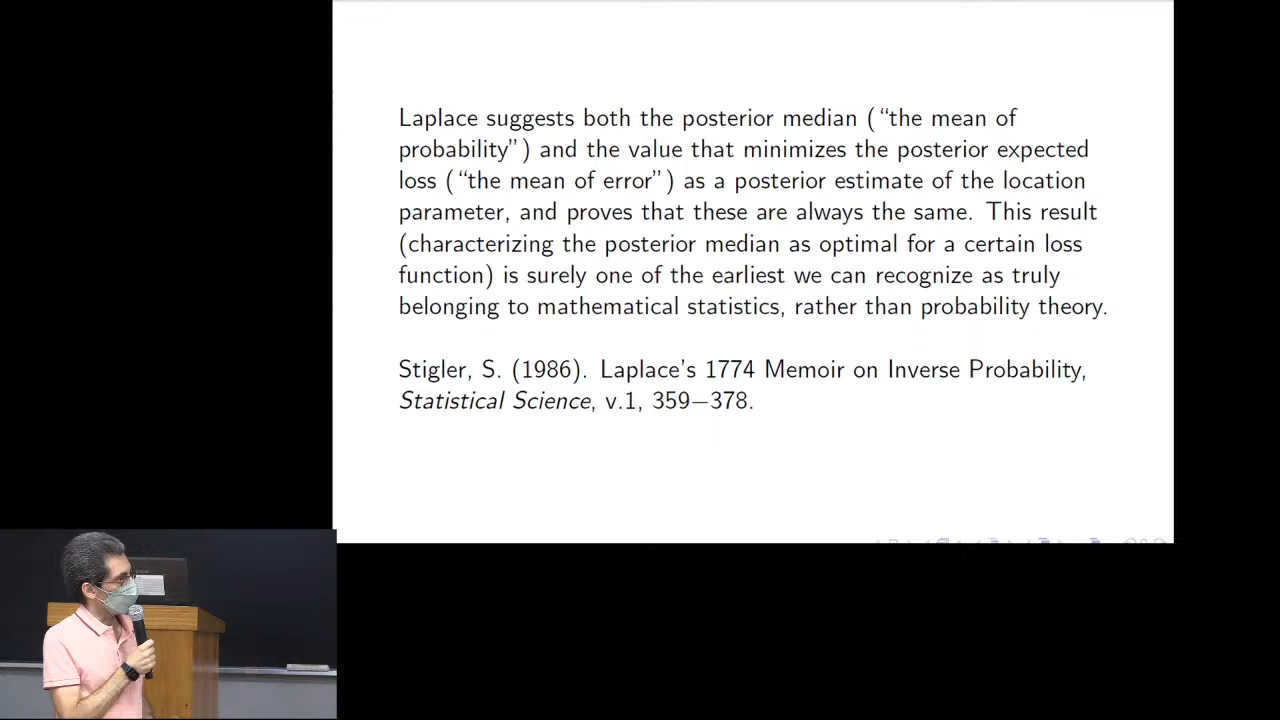 Laplace suggests both the posterior median (“the mean of
probability”) and the value that minimizes the posterior expected
loss (“the mean of error”) as a posterior estimate of the location
parameter, and proves that these are always the same. This result
(characterizing the posterior median as optimal for a certain loss
function) is surely one of the earliest we can recognize as truly
belonging to mathematical statistics, rather than probability theory.
Stigler, S. (1986). Laplace’s 1774 Memoir on Inverse Probability,
Statistical Science, v.1, 359–378.